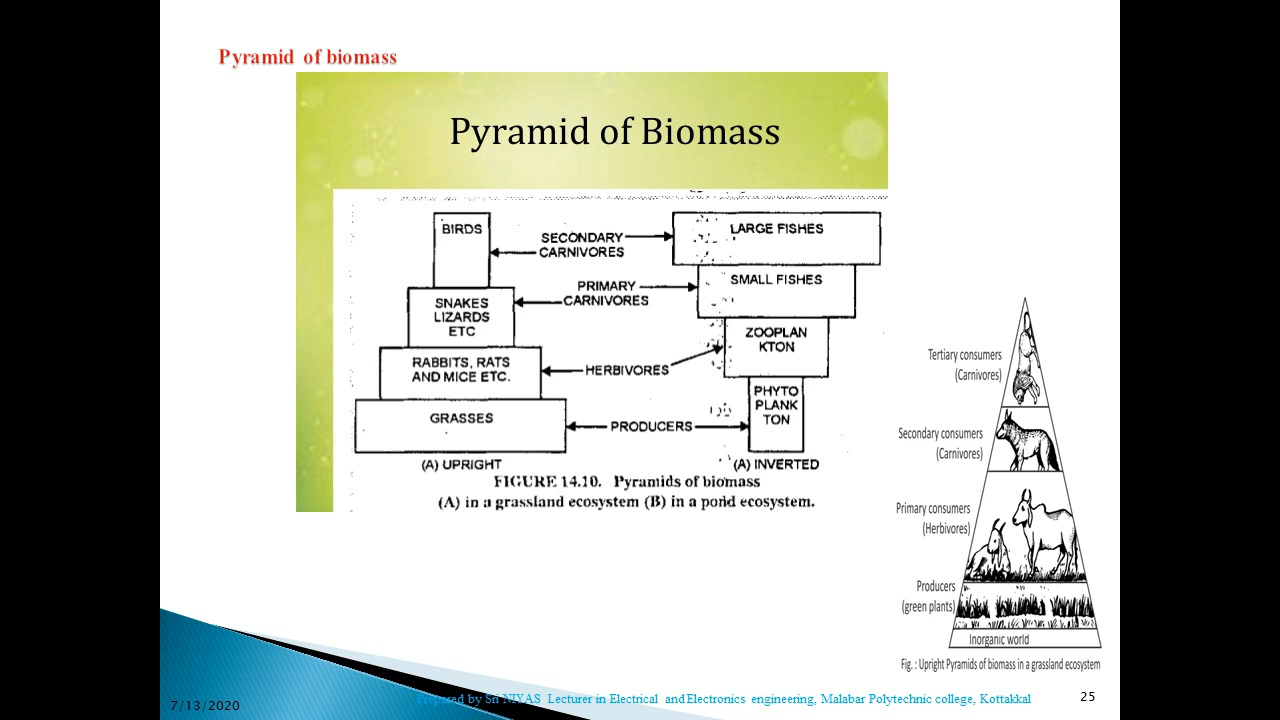 Pyramid of biomass
Pyramid of Biomass
BIRDS
SECONDARY
CARNIVORES
LARGE FISHES
SNAKES
LIZARDS
ETC
PRIMARY
CARNIVORES
SMALL FISHES
RABBITS, RATS
AND MICE ETC.
HERBIVORES
ZOOPLAN
KTON
GRASSES
PRODUCERS
PHYTO
PLANK
TON
(A) UPRIGHT
(A) INVERTED
FIGURE 14.10. Pyramids of biomass
(A) in a grassland ecosystem (B) in a pond ecosystem.
Tertiary consumers
(Carnivores)
Secondary consumers
(Carnivores)
Primary consumers
(Herbivores)
Producers
(green plants)
Inorganic world
Fig. : Upright Pyramids of biomass in a grassland ecosystem
7/13/2020
Prepared by Sri NIYAS Lecturer in Electrical and Electronics engineering, Malabar Polytechnic college, Kottakkal
25